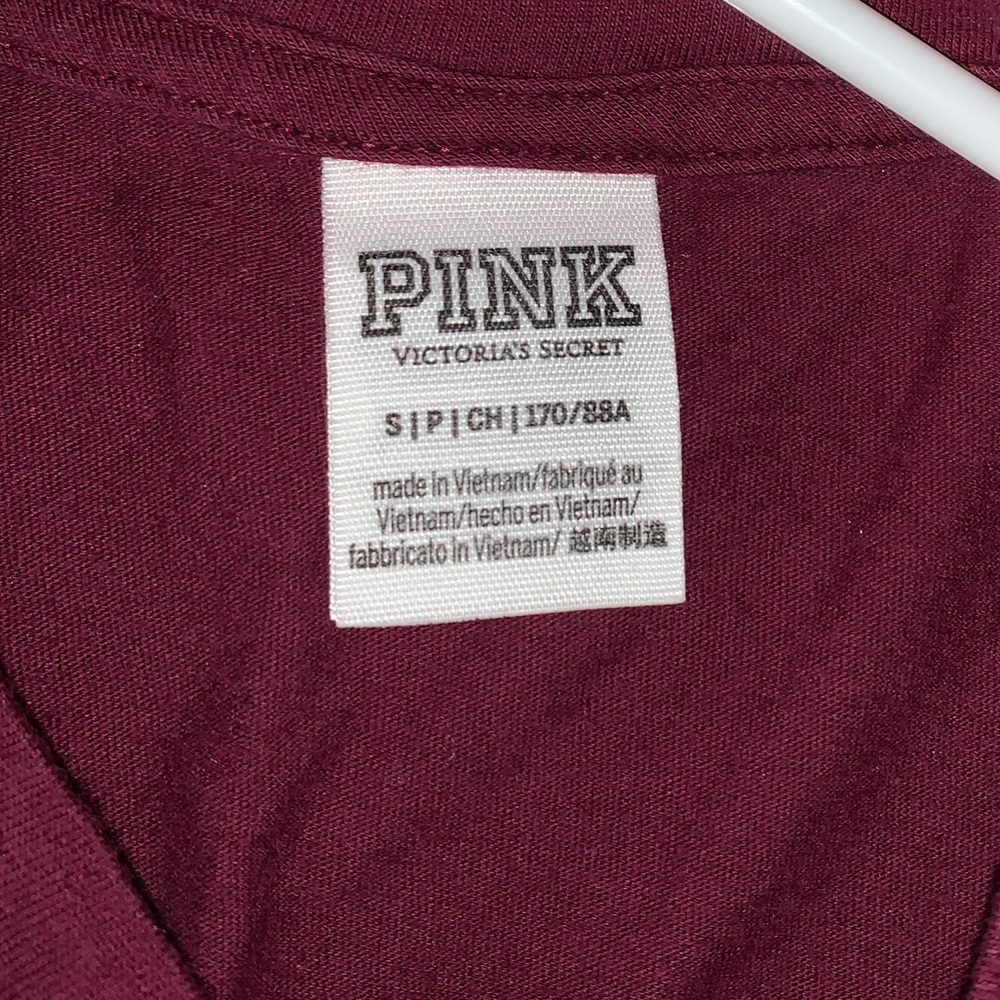 PINK
VICTORIA'S SECRET
S | P | CH | 170/88A
made in Vietnam/fabriqué au
Vietnam/hecho en Vietnam/
fabbricato in Vietnam/ 越南制造